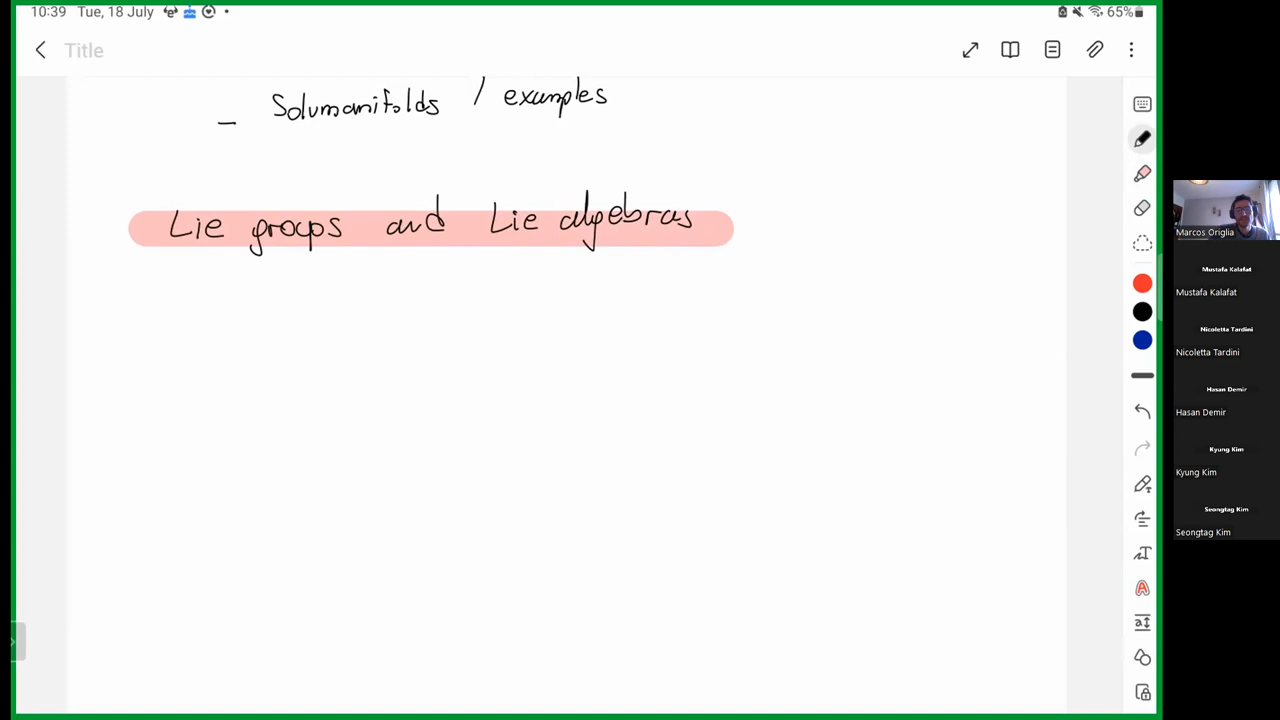 10:39 Tue, 18 July
65%
Title
– Solvmanifolds / examples
Lie groups and Lie algebras
Marcos Origlia
Mustafa Kalafat
Mustafa Kalafat
Nicoletta Tardini
Nicoletta Tardini
Hasan Demir
Hasan Demir
Kyung Kim
Kyung Kim
Seongtag Kim
Seongtag Kim